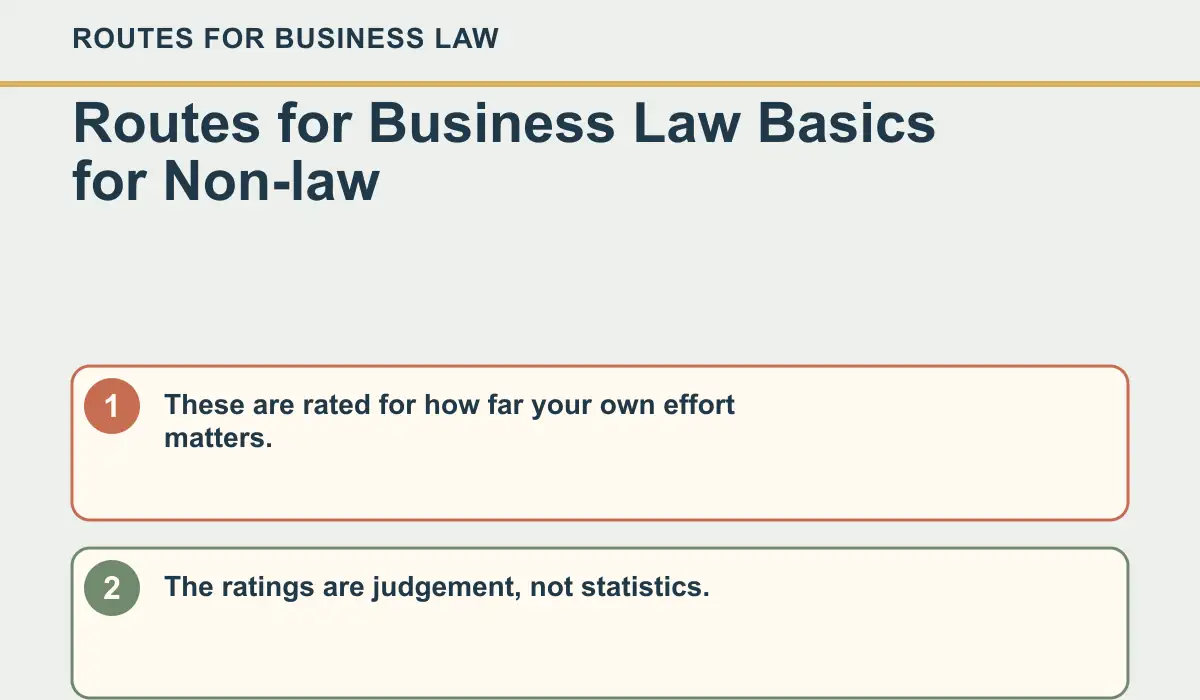 ROUTES FOR BUSINESS LAW
Routes for Business Law Basics
for Non-law
1
These are rated for how far your own effort
matters.
2
The ratings are judgement, not statistics.